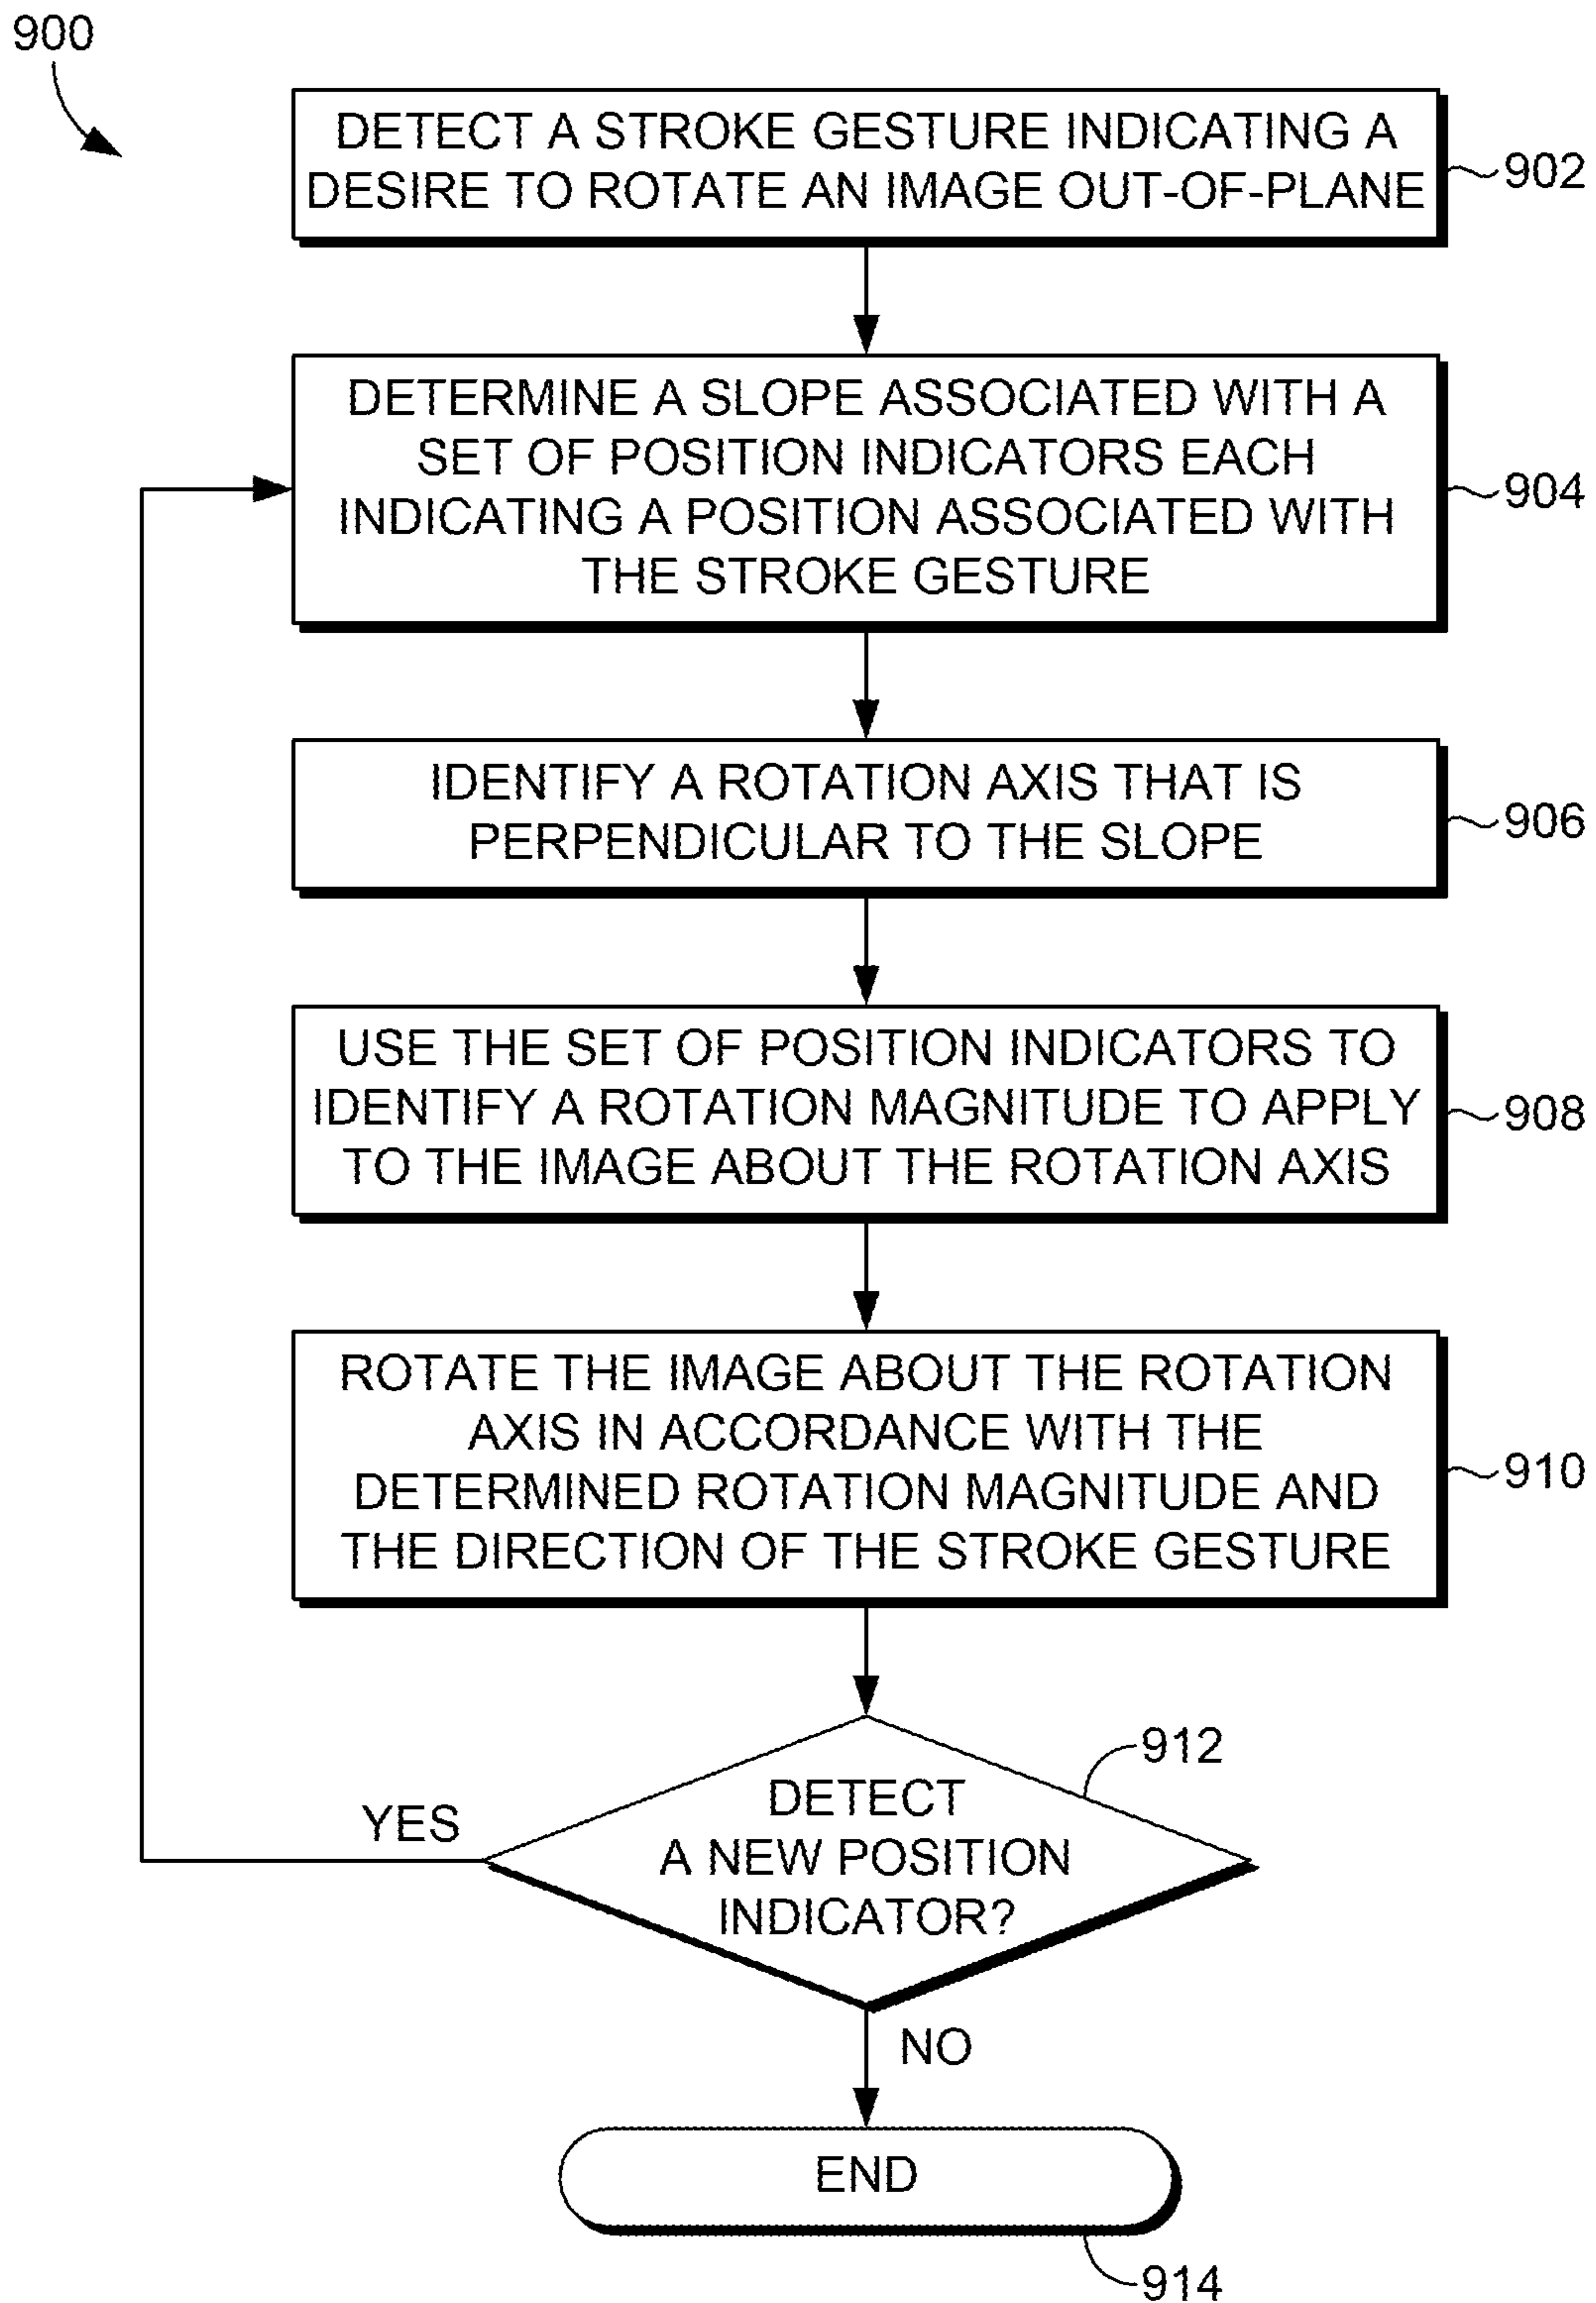 900
DETECT A STROKE GESTURE INDICATING A
DESIRE TO ROTATE AN IMAGE OUT-OF-PLANE
902
DETERMINE A SLOPE ASSOCIATED WITH A
SET OF POSITION INDICATORS EACH
INDICATING A POSITION ASSOCIATED WITH
THE STROKE GESTURE
904
IDENTIFY A ROTATION AXIS THAT IS
PERPENDICULAR TO THE SLOPE
906
USE THE SET OF POSITION INDICATORS TO
IDENTIFY A ROTATION MAGNITUDE TO APPLY
TO THE IMAGE ABOUT THE ROTATION AXIS
908
ROTATE THE IMAGE ABOUT THE ROTATION
AXIS IN ACCORDANCE WITH THE
DETERMINED ROTATION MAGNITUDE AND
THE DIRECTION OF THE STROKE GESTURE
910
912
DETECT
A NEW POSITION
INDICATOR?
YES
NO
END
914